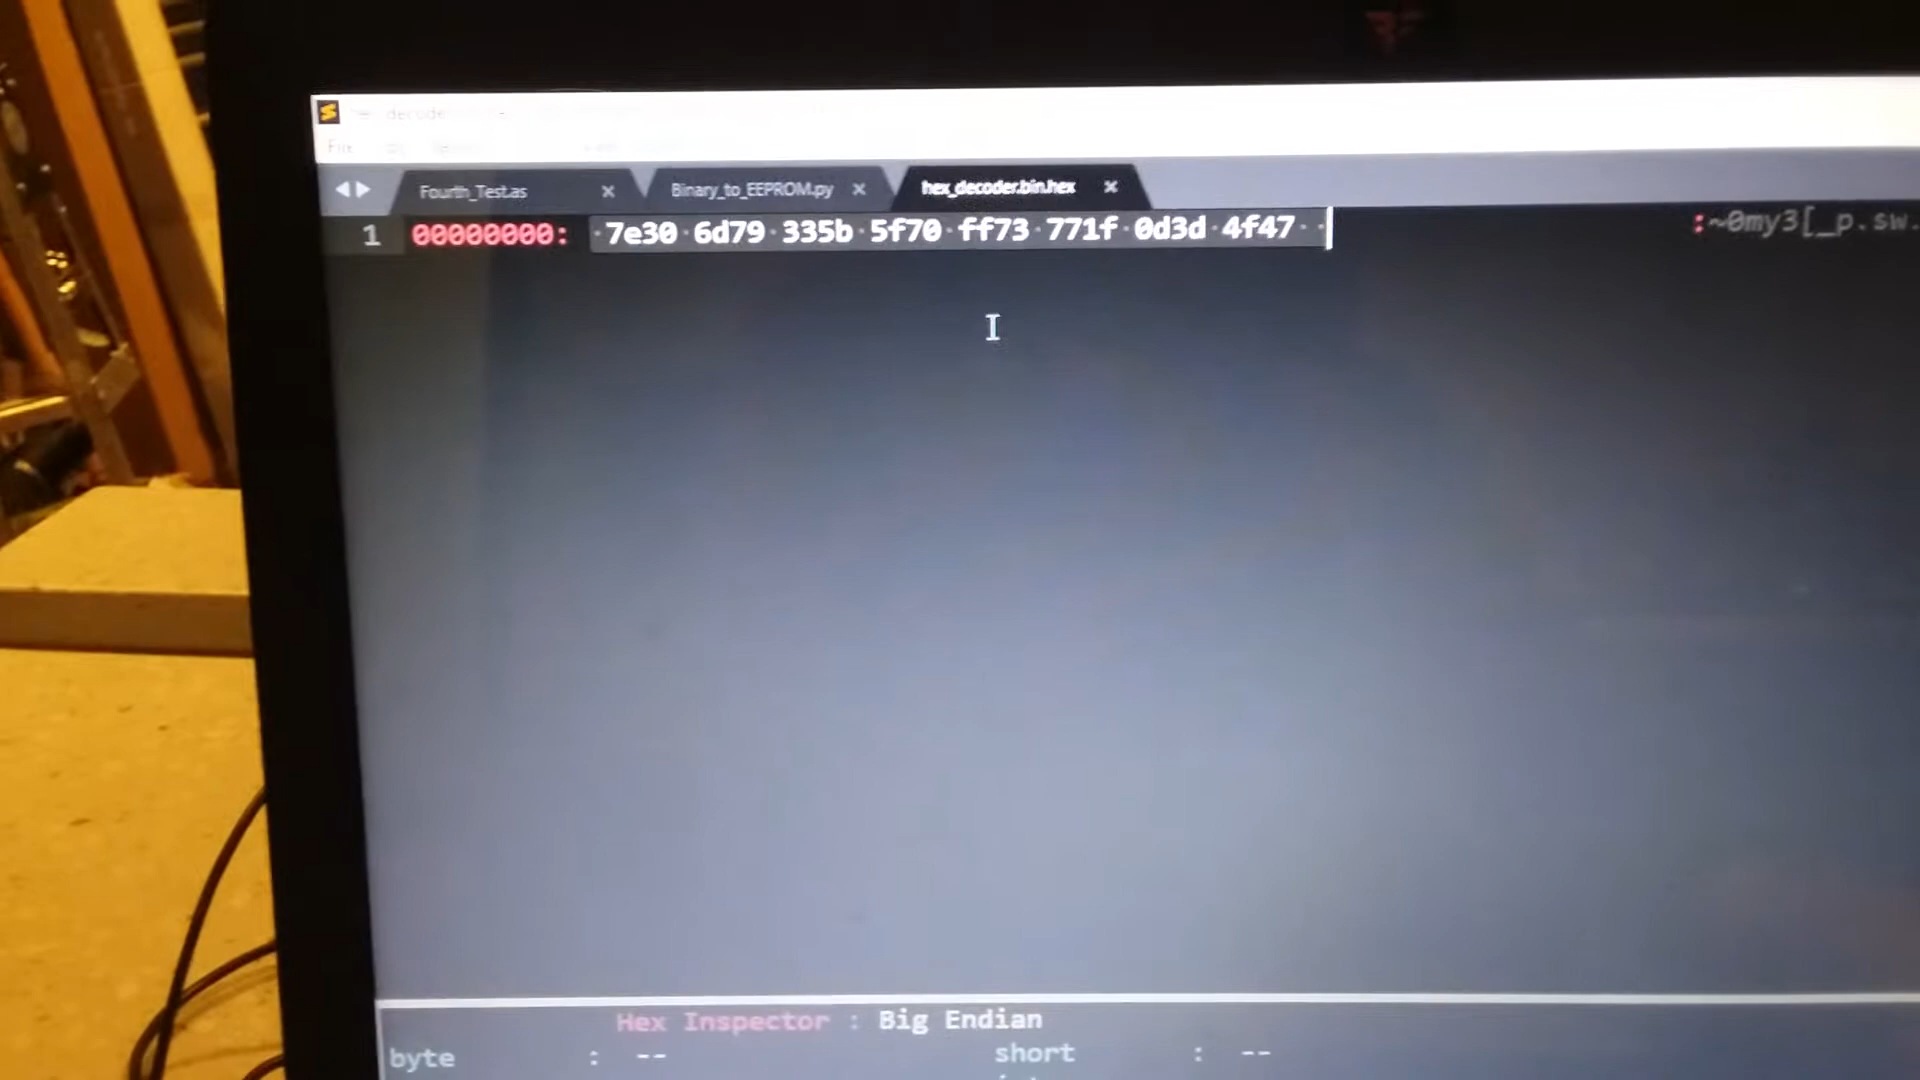 File
Fourth_Test.as × Binary_to_EEPROM.py × hex_decoder.bin.hex ×
1 00000000: 7e30 6d79 335b 5f70 ff73 771f 0d3d 4f47 :~0my3[_p.sw.
Hex Inspector : Big Endian
byte : -- short : --